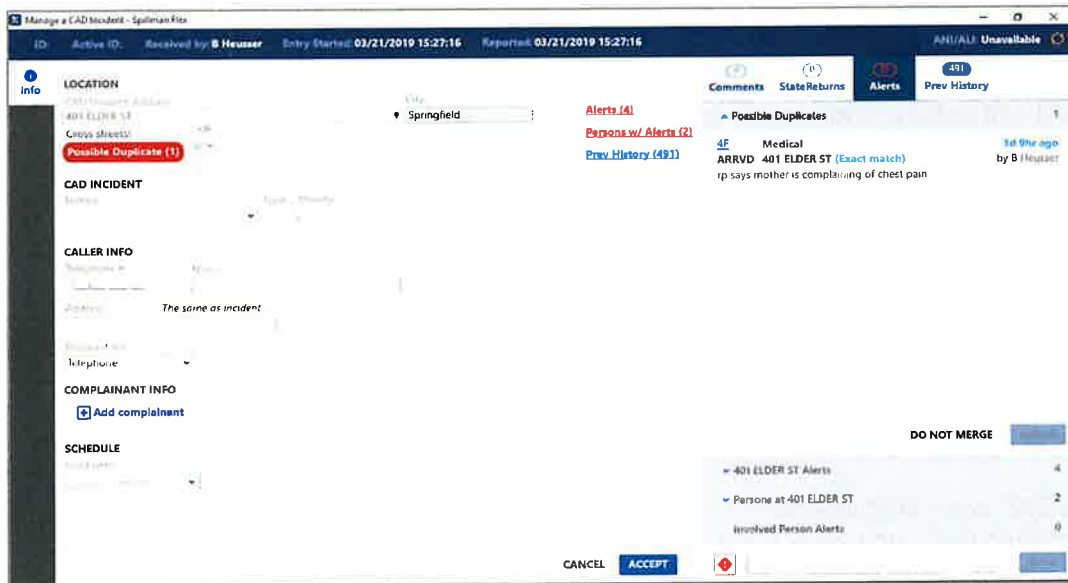 Manage a CAD Incident - Spillman Flex
ID: Active ID: Received by: B Heusser Entry Started: 03/21/2019 15:27:16 Reported: 03/21/2019 15:27:16 ANI/ALI: Unavailable
Info
LOCATION
City
401 ELDER ST
Springfield
Cross streets:
Possible Duplicate (1)
Alerts (4)
Persons w/ Alerts (2)
Prev History (491)
CAD INCIDENT
CALLER INFO
Telephone #
Address
The same as incident
Telephone
COMPLAINANT INFO
Add complainant
SCHEDULE
CANCEL ACCEPT
Comments StateReturns Alerts 491 Prev History
Possible Duplicates 1
4F Medical 1d 9hr ago
ARRVD 401 ELDER ST (Exact match) by B Heusser
rp says mother is complaining of chest pain
DO NOT MERGE
401 ELDER ST Alerts 4
Persons at 401 ELDER ST 2
Involved Person Alerts 0